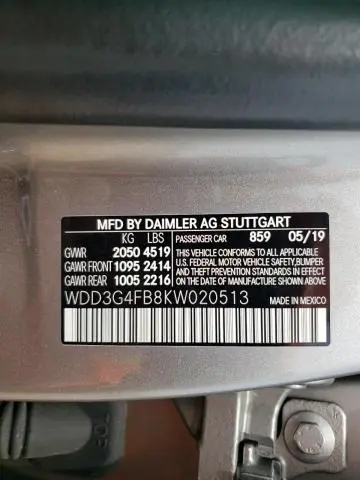 MFD BY DAIMLER AG STUTTGART
KG LBS PASSENGER CAR 859 05/19
GVWR 2050 4519 THIS VEHICLE CONFORMS TO ALL APPLICABLE
GAWR FRONT 1095 2414 U.S. FEDERAL MOTOR VEHICLE SAFETY, BUMPER
GAWR REAR 1005 2216 AND THEFT PREVENTION STANDARDS IN EFFECT
ON THE DATE OF MANUFACTURE SHOWN ABOVE
WDD3G4FB8KW020513 MADE IN MEXICO